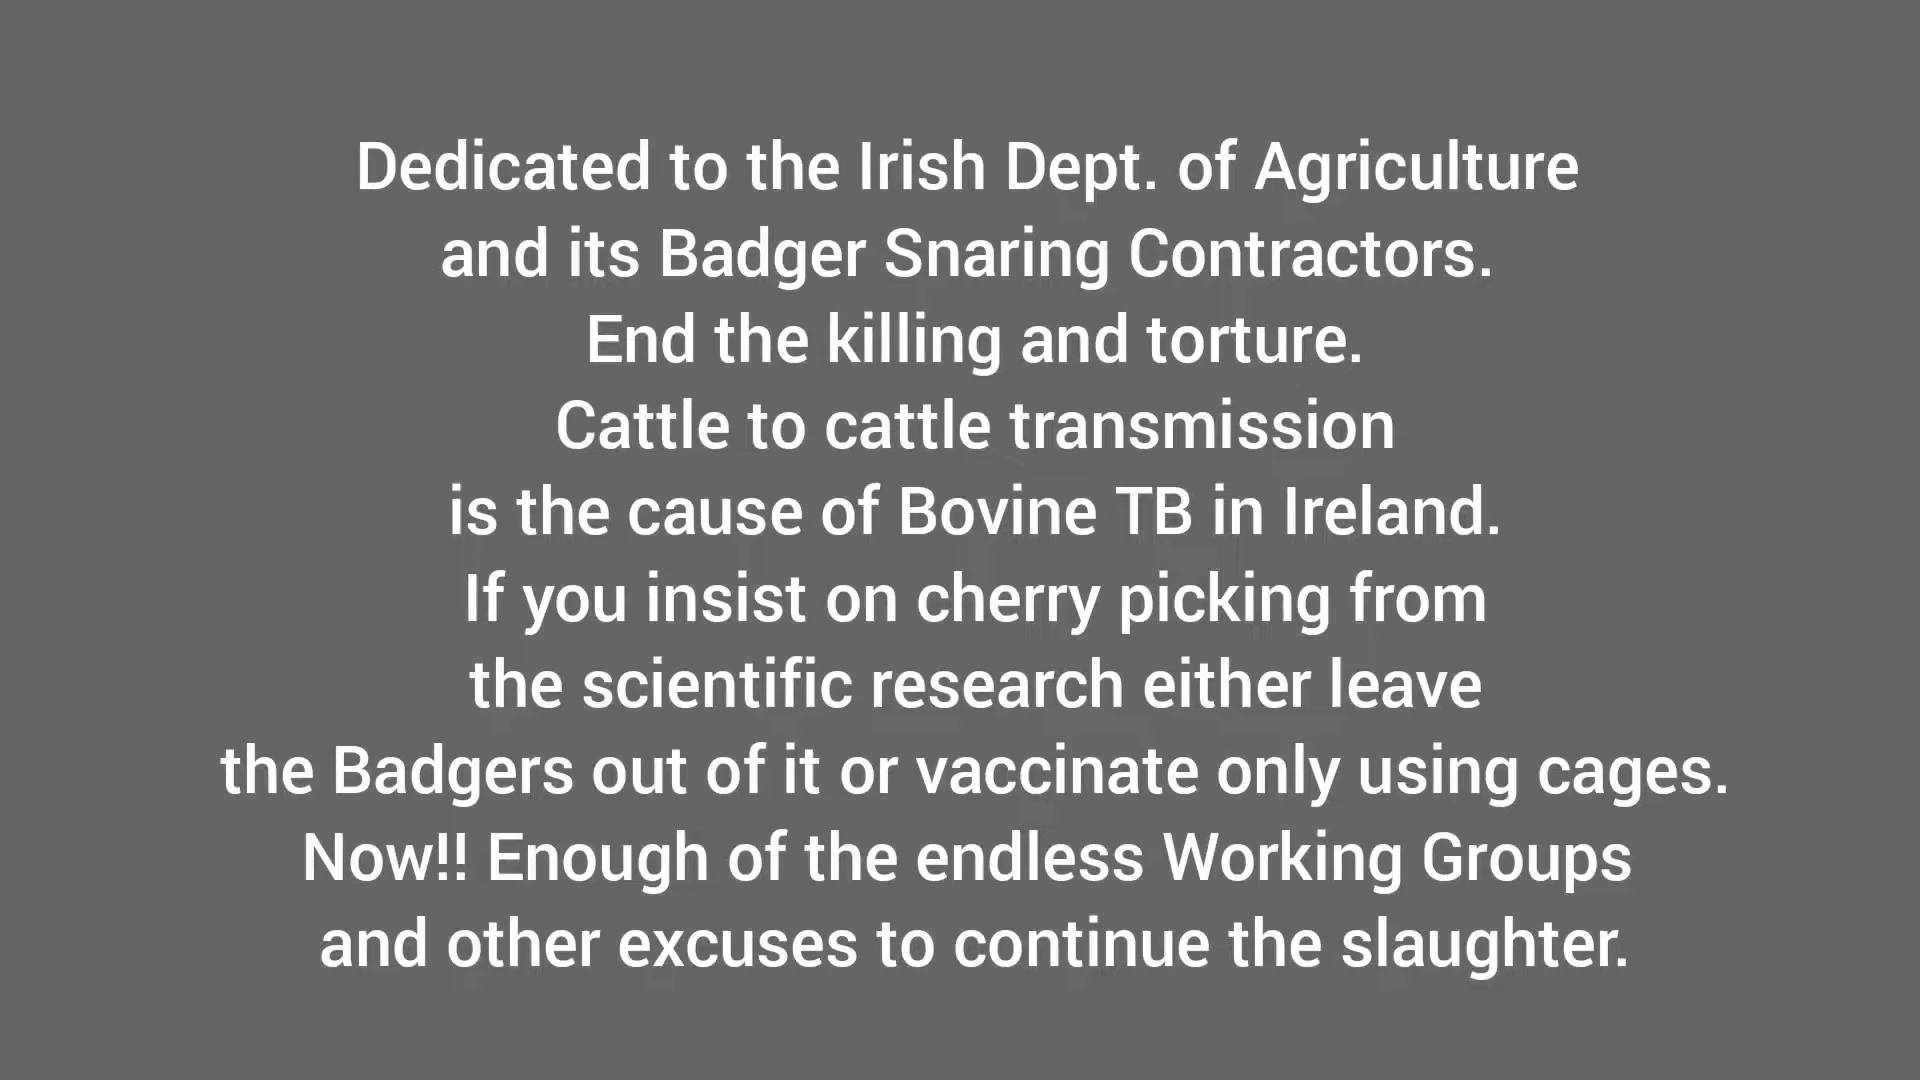 Dedicated to the Irish Dept. of Agriculture
and its Badger Snaring Contractors.
End the killing and torture.
Cattle to cattle transmission
is the cause of Bovine TB in Ireland.
If you insist on cherry picking from
the scientific research either leave
the Badgers out of it or vaccinate only using cages.
Now!! Enough of the endless Working Groups
and other excuses to continue the slaughter.